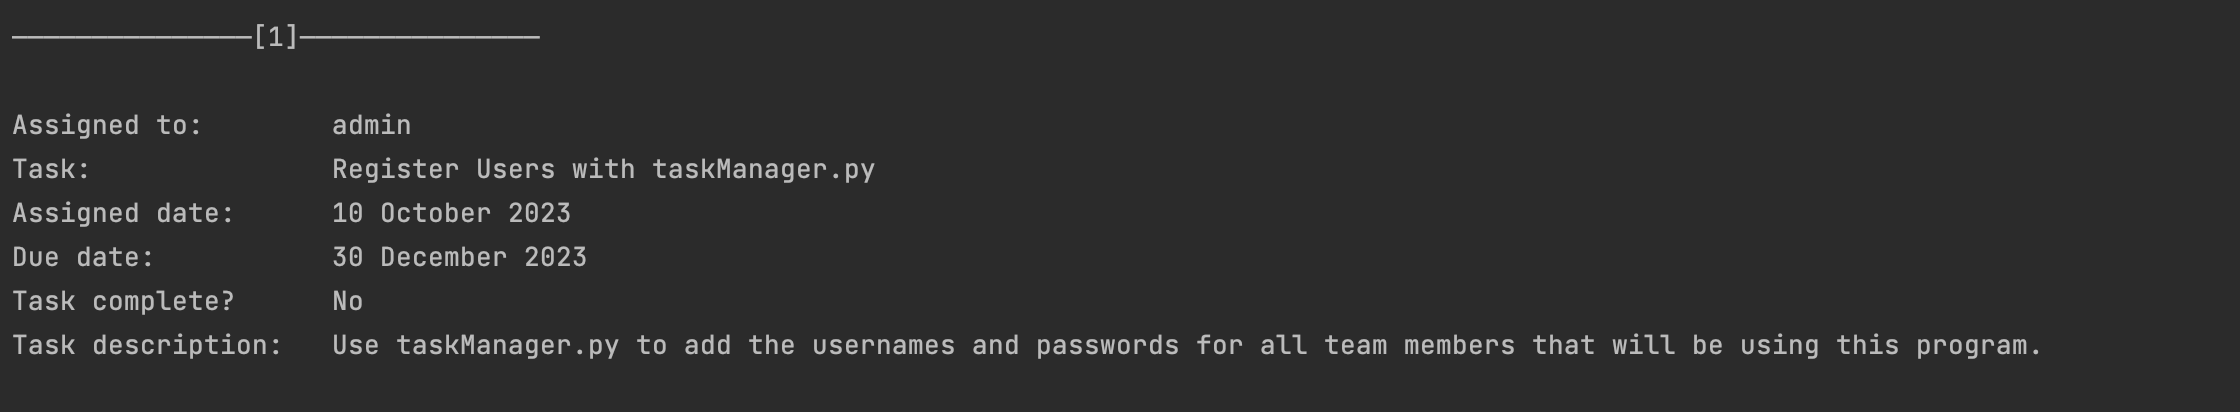 ───────────────[1]───────────────
Assigned to:        admin
Task:               Register Users with taskManager.py
Assigned date:      10 October 2023
Due date:           30 December 2023
Task complete?      No
Task description:   Use taskManager.py to add the usernames and passwords for all team members that will be using this program.